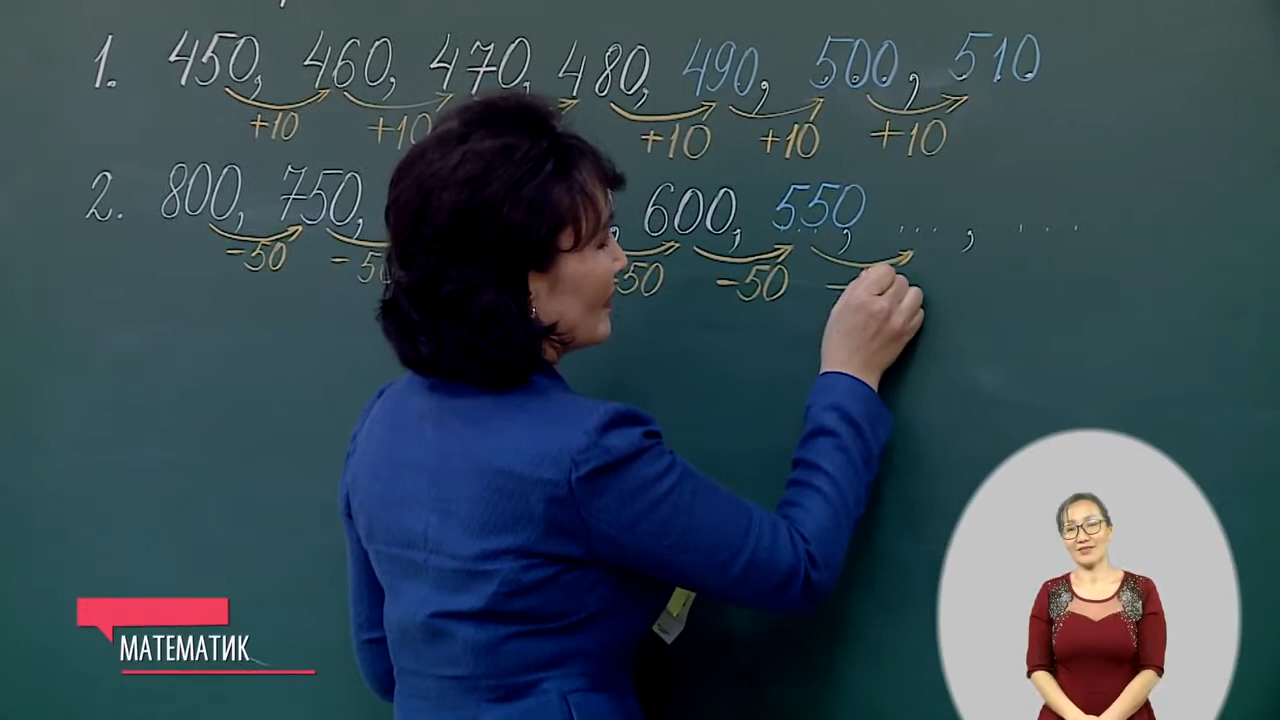 1. 450, 460, 470, 480, 490, 500, 510
+10 +10 +10 +10 +10
2. 800, 750, , 600, 550, ..., ...
-50 -50 -50 -
МАТЕМАТИК